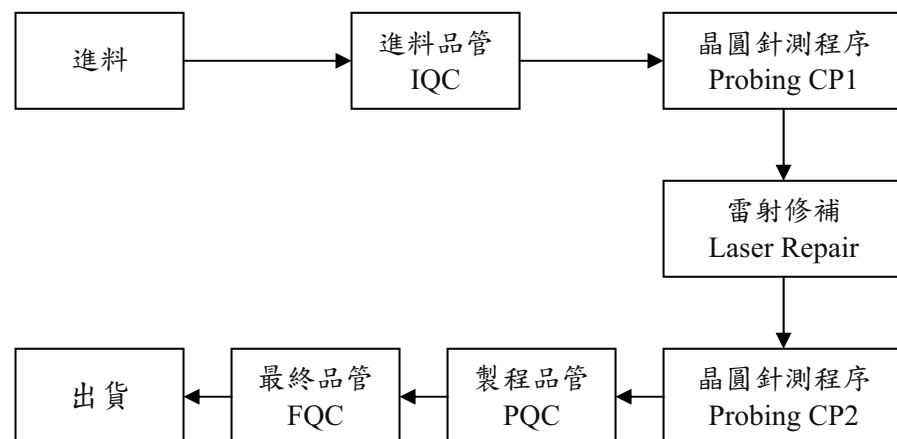 進料
進料品管
IQC
晶圓針測程序
Probing CP1
雷射修補
Laser Repair
晶圓針測程序
Probing CP2
製程品管
PQC
最終品管
FQC
出貨